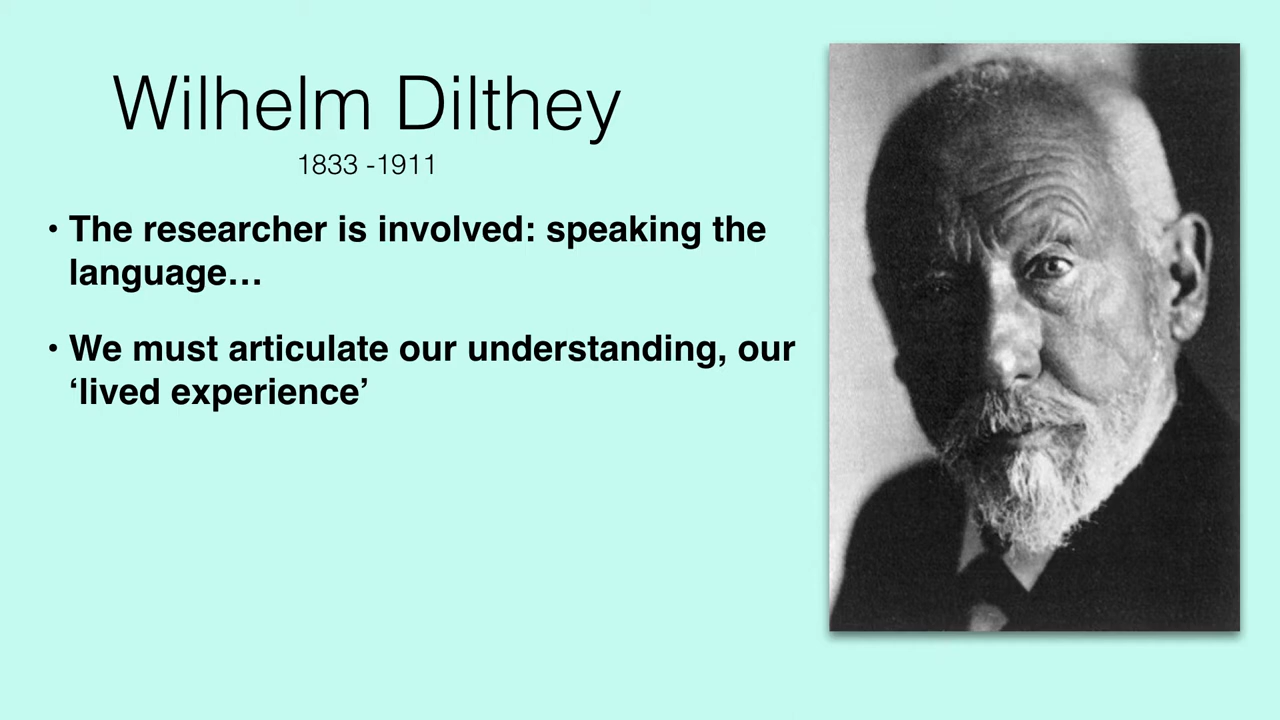 Wilhelm Dilthey
1833 -1911
• The researcher is involved: speaking the
language…
• We must articulate our understanding, our
‘lived experience’